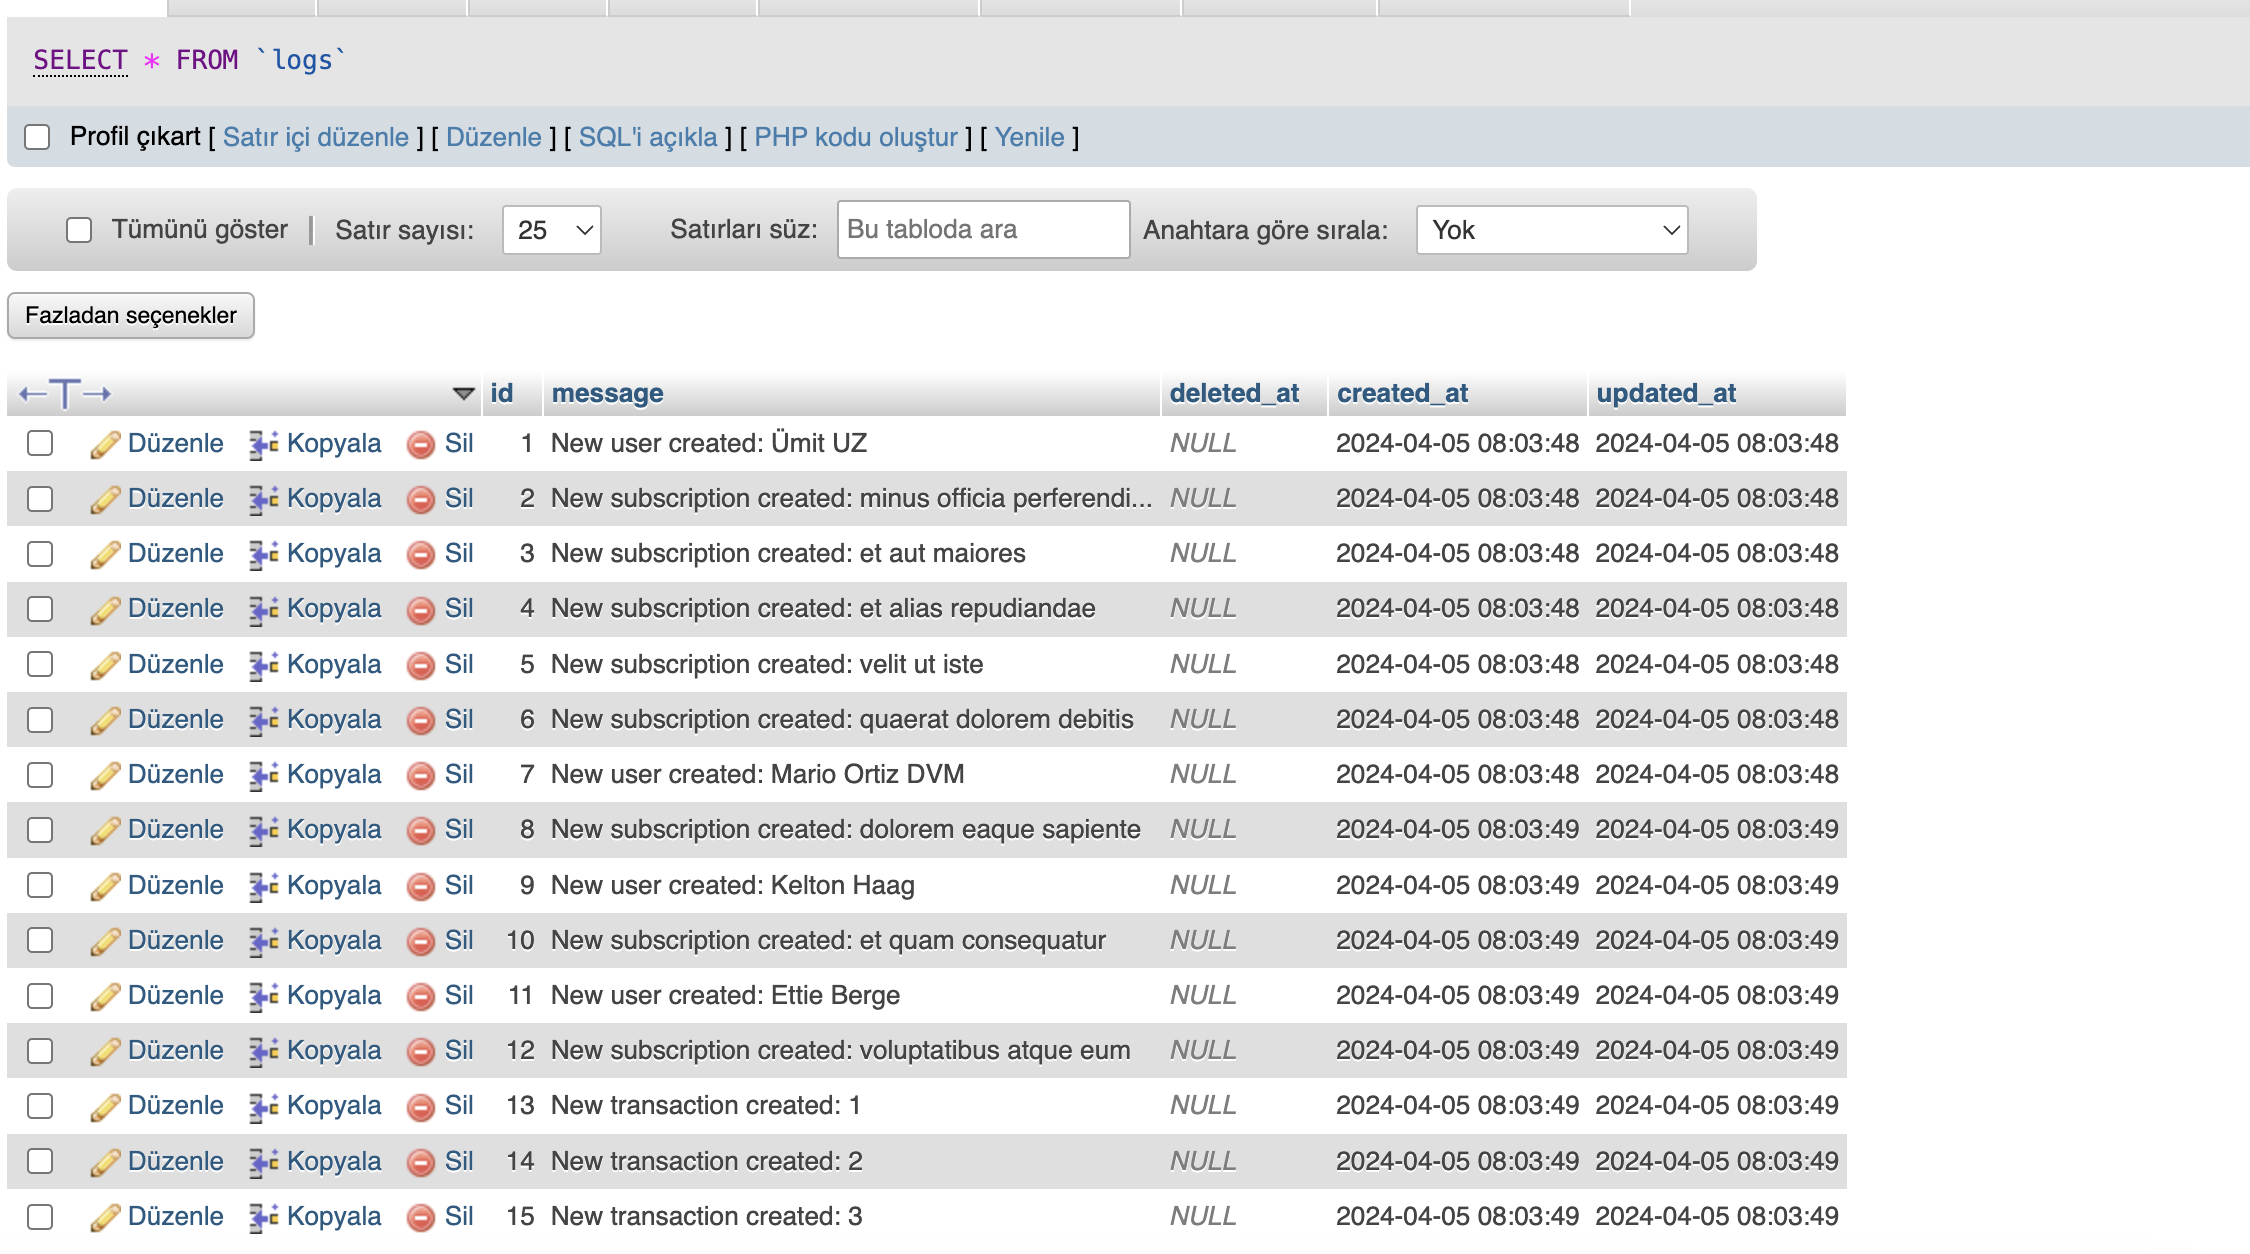 SELECT * FROM `logs`
Profil çıkart [ Satır içi düzenle ] [ Düzenle ] [ SQL'i açıkla ] [ PHP kodu oluştur ] [ Yenile ]
Tümünü göster | Satır sayısı: 25 Satırları süz: Bu tabloda ara Anahtara göre sırala: Yok
Fazladan seçenekler
←T→ id message deleted_at created_at updated_at
Düzenle Kopyala Sil 1 New user created: Ümit UZ NULL 2024-04-05 08:03:48 2024-04-05 08:03:48
Düzenle Kopyala Sil 2 New subscription created: minus officia perferendi... NULL 2024-04-05 08:03:48 2024-04-05 08:03:48
Düzenle Kopyala Sil 3 New subscription created: et aut maiores NULL 2024-04-05 08:03:48 2024-04-05 08:03:48
Düzenle Kopyala Sil 4 New subscription created: et alias repudiandae NULL 2024-04-05 08:03:48 2024-04-05 08:03:48
Düzenle Kopyala Sil 5 New subscription created: velit ut iste NULL 2024-04-05 08:03:48 2024-04-05 08:03:48
Düzenle Kopyala Sil 6 New subscription created: quaerat dolorem debitis NULL 2024-04-05 08:03:48 2024-04-05 08:03:48
Düzenle Kopyala Sil 7 New user created: Mario Ortiz DVM NULL 2024-04-05 08:03:48 2024-04-05 08:03:48
Düzenle Kopyala Sil 8 New subscription created: dolorem eaque sapiente NULL 2024-04-05 08:03:49 2024-04-05 08:03:49
Düzenle Kopyala Sil 9 New user created: Kelton Haag NULL 2024-04-05 08:03:49 2024-04-05 08:03:49
Düzenle Kopyala Sil 10 New subscription created: et quam consequatur NULL 2024-04-05 08:03:49 2024-04-05 08:03:49
Düzenle Kopyala Sil 11 New user created: Ettie Berge NULL 2024-04-05 08:03:49 2024-04-05 08:03:49
Düzenle Kopyala Sil 12 New subscription created: voluptatibus atque eum NULL 2024-04-05 08:03:49 2024-04-05 08:03:49
Düzenle Kopyala Sil 13 New transaction created: 1 NULL 2024-04-05 08:03:49 2024-04-05 08:03:49
Düzenle Kopyala Sil 14 New transaction created: 2 NULL 2024-04-05 08:03:49 2024-04-05 08:03:49
Düzenle Kopyala Sil 15 New transaction created: 3 NULL 2024-04-05 08:03:49 2024-04-05 08:03:49